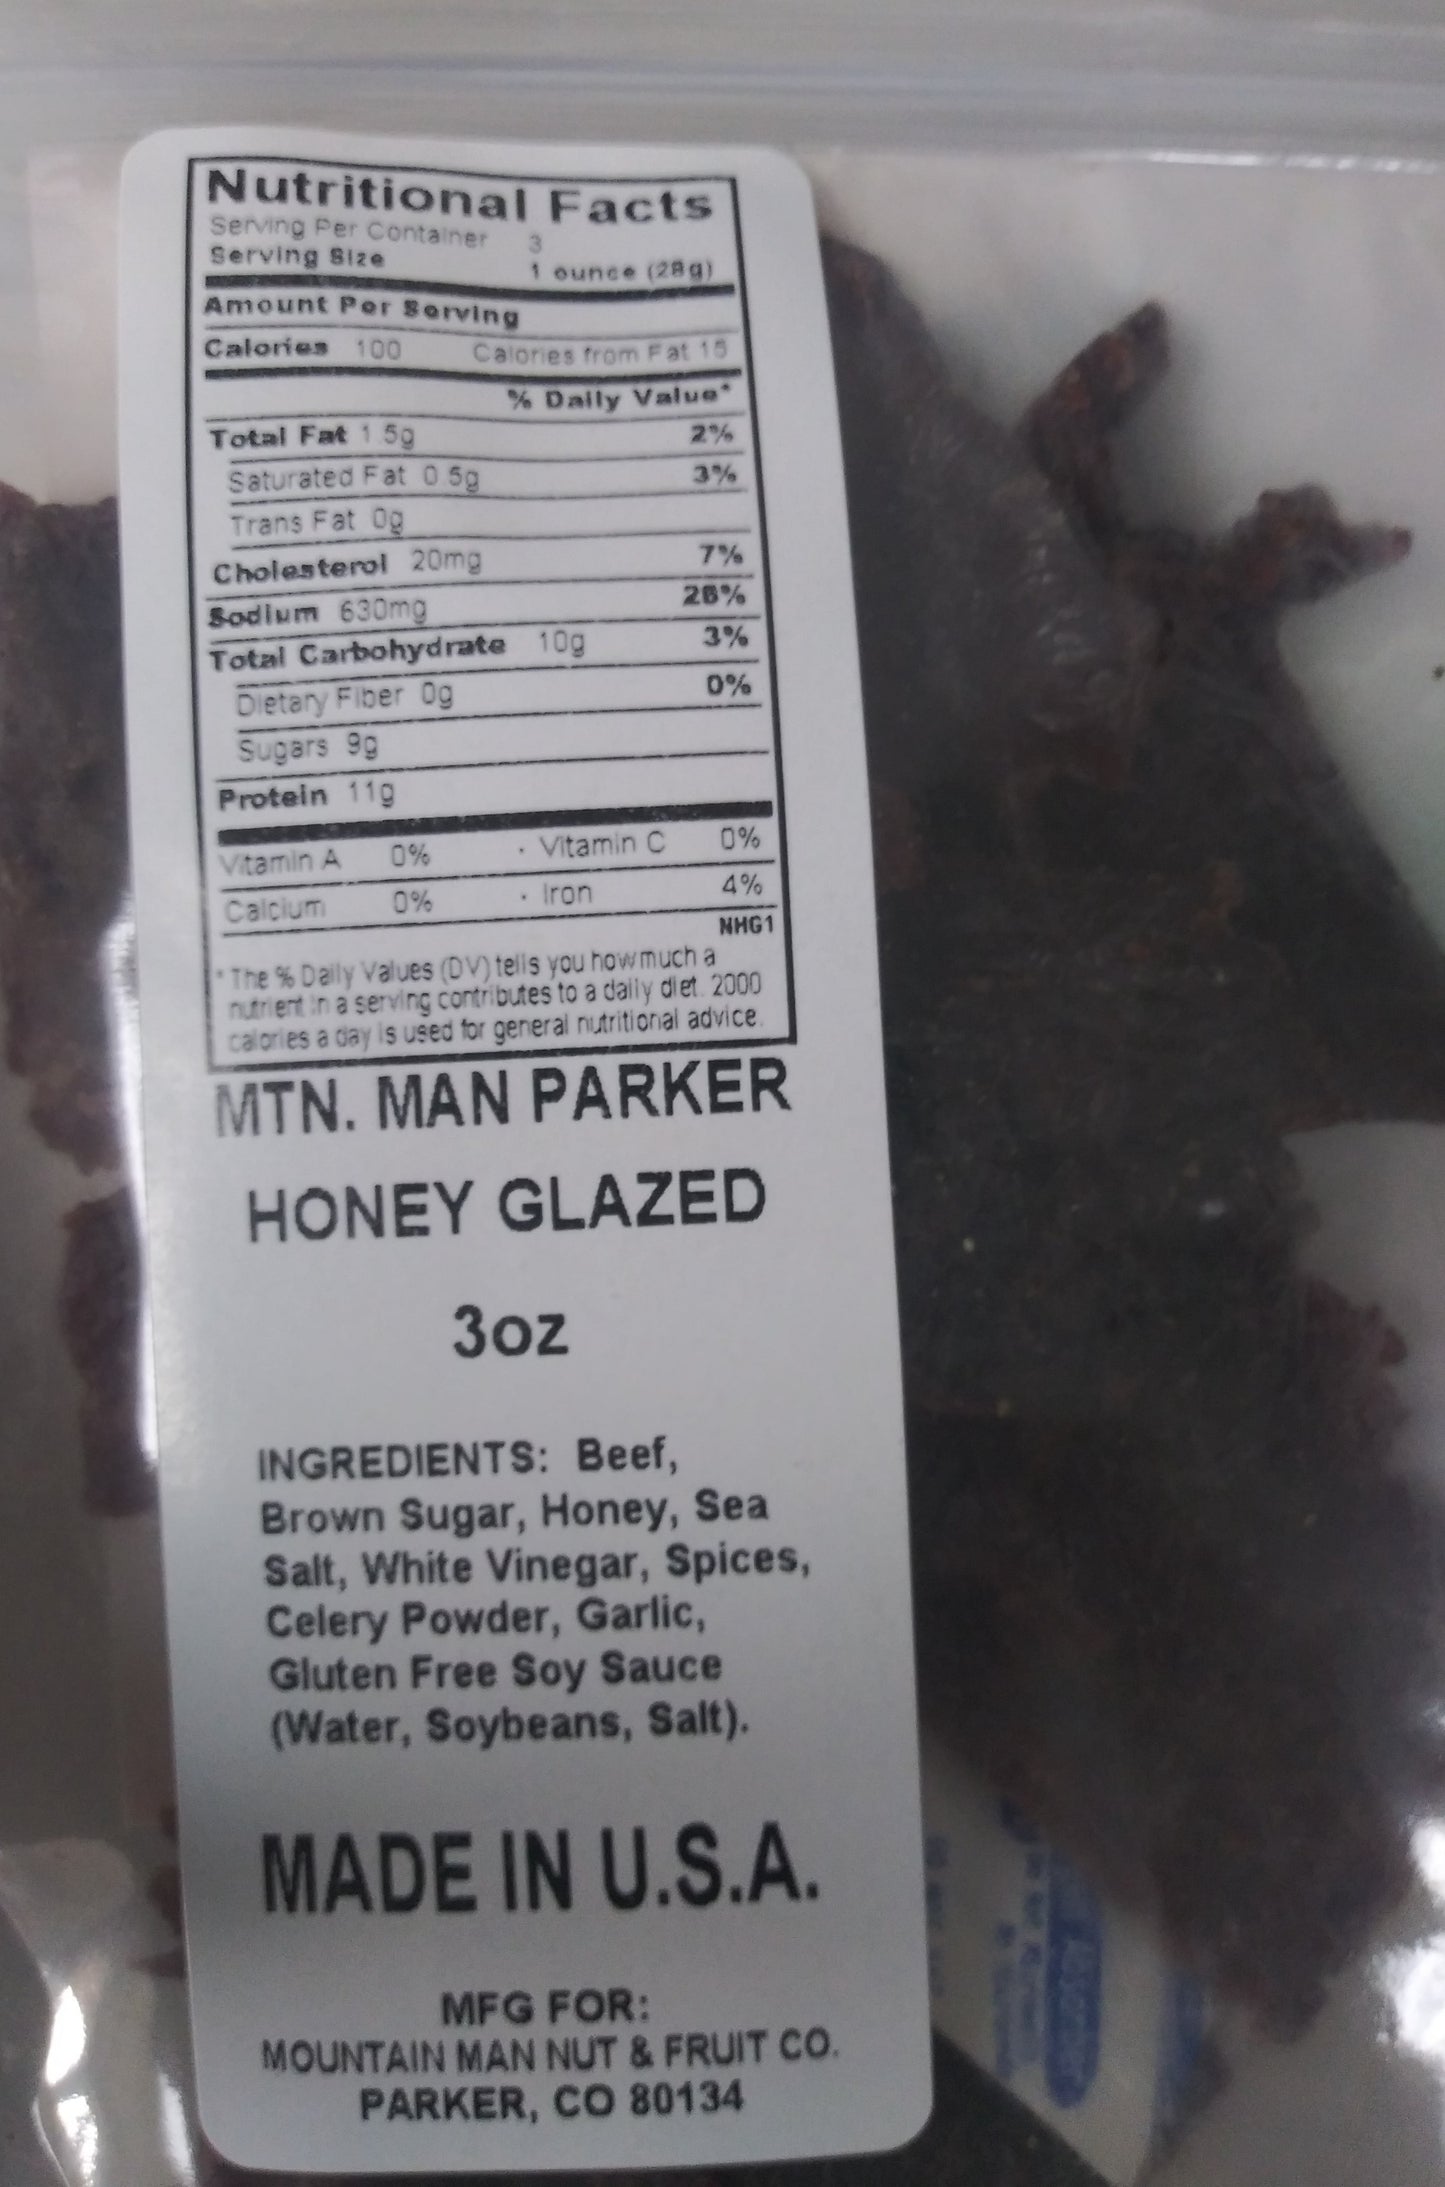 Nutritional Facts
Serving Per Container 3
Serving Size 1 ounce (28g)
Amount Per Serving
Calories 100 Calories from Fat 15
% Daily Value*
Total Fat 1.5g 2%
Saturated Fat 0.5g 3%
Trans Fat 0g
Cholesterol 20mg 7%
Sodium 630mg 26%
Total Carbohydrate 10g 3%
Dietary Fiber 0g 0%
Sugars 9g
Protein 11g
Vitamin A 0% · Vitamin C 0%
Calcium 0% · Iron 4%
NHG1
* The % Daily Values (DV) tells you how much a
nutrient in a serving contributes to a daily diet. 2000
calories a day is used for general nutritional advice.
MTN. MAN PARKER
HONEY GLAZED
3oz
INGREDIENTS: Beef,
Brown Sugar, Honey, Sea
Salt, White Vinegar, Spices,
Celery Powder, Garlic,
Gluten Free Soy Sauce
(Water, Soybeans, Salt).
MADE IN U.S.A.
MFG FOR:
MOUNTAIN MAN NUT & FRUIT CO.
PARKER, CO 80134